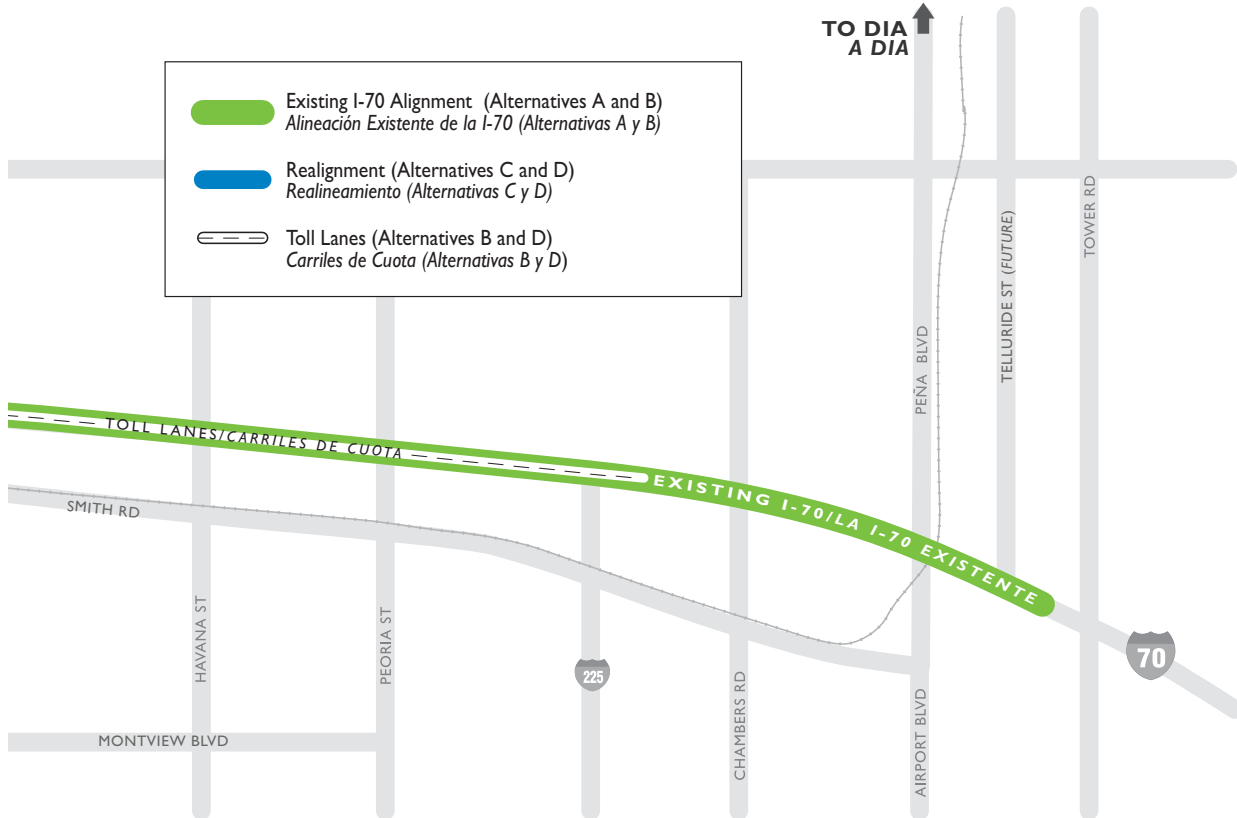 TO DIA
A DIA
Existing I-70 Alignment (Alternatives A and B)
Alineación Existente de la I-70 (Alternativas A y B)
Realignment (Alternatives C and D)
Realineamiento (Alternativas C y D)
Toll Lanes (Alternatives B and D)
Carriles de Cuota (Alternativas B y D)
TOWER RD
TELLURIDE ST (FUTURE)
PEÑA BLVD
TOLL LANES/CARRILES DE CUOTA
EXISTING I-70/LA I-70 EXISTENTE
SMITH RD
HAVANA ST
PEORIA ST
225
CHAMBERS RD
AIRPORT BLVD
70
MONTVIEW BLVD